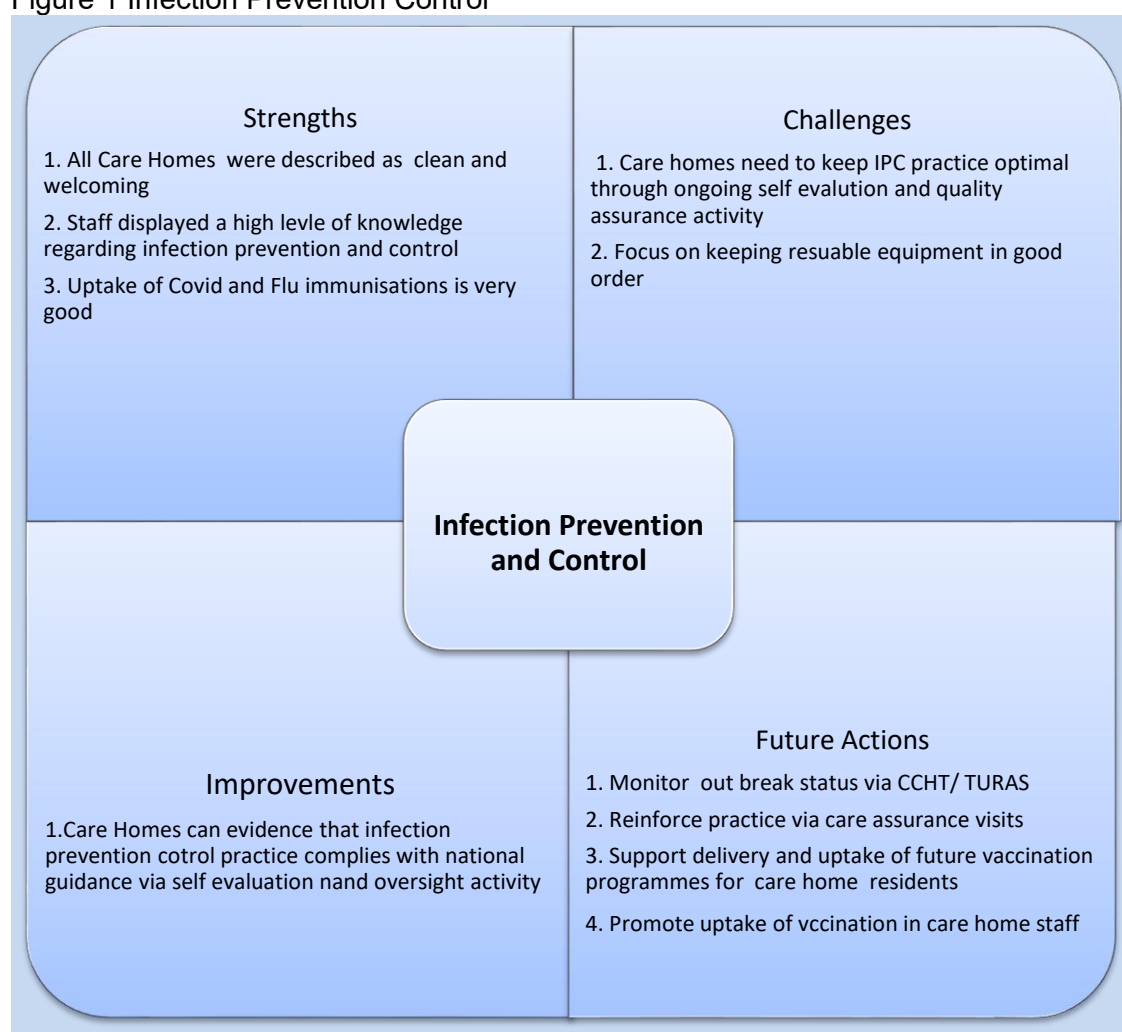 Figure 1 Infection Prevention Control
Strengths
1. All Care Homes were described as clean and
welcoming
2. Staff displayed a high levle of knowledge
regarding infection prevention and control
3. Uptake of Covid and Flu immunisations is very
good
Challenges
1. Care homes need to keep IPC practice optimal
through ongoing self evalution and quality
assurance activity
2. Focus on keeping resuable equipment in good
order
Infection Prevention
and Control
Improvements
1.Care Homes can evidence that infection
prevention cotrol practice complies with national
guidance via self evaluation nand oversight activity
Future Actions
1. Monitor out break status via CCHT/ TURAS
2. Reinforce practice via care assurance visits
3. Support delivery and uptake of future vaccination
programmes for care home residents
4. Promote uptake of vccination in care home staff